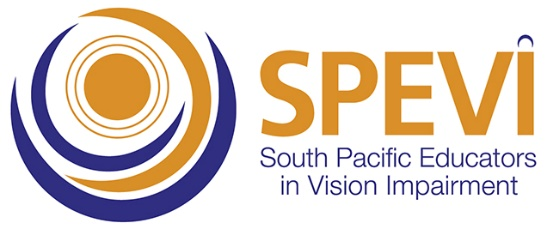 SPEVI
South Pacific Educators
in Vision Impairment